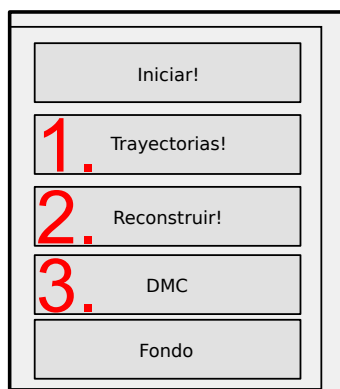 Iniciar!
1. Trayectorias!
2. Reconstruir!
3. DMC
Fondo